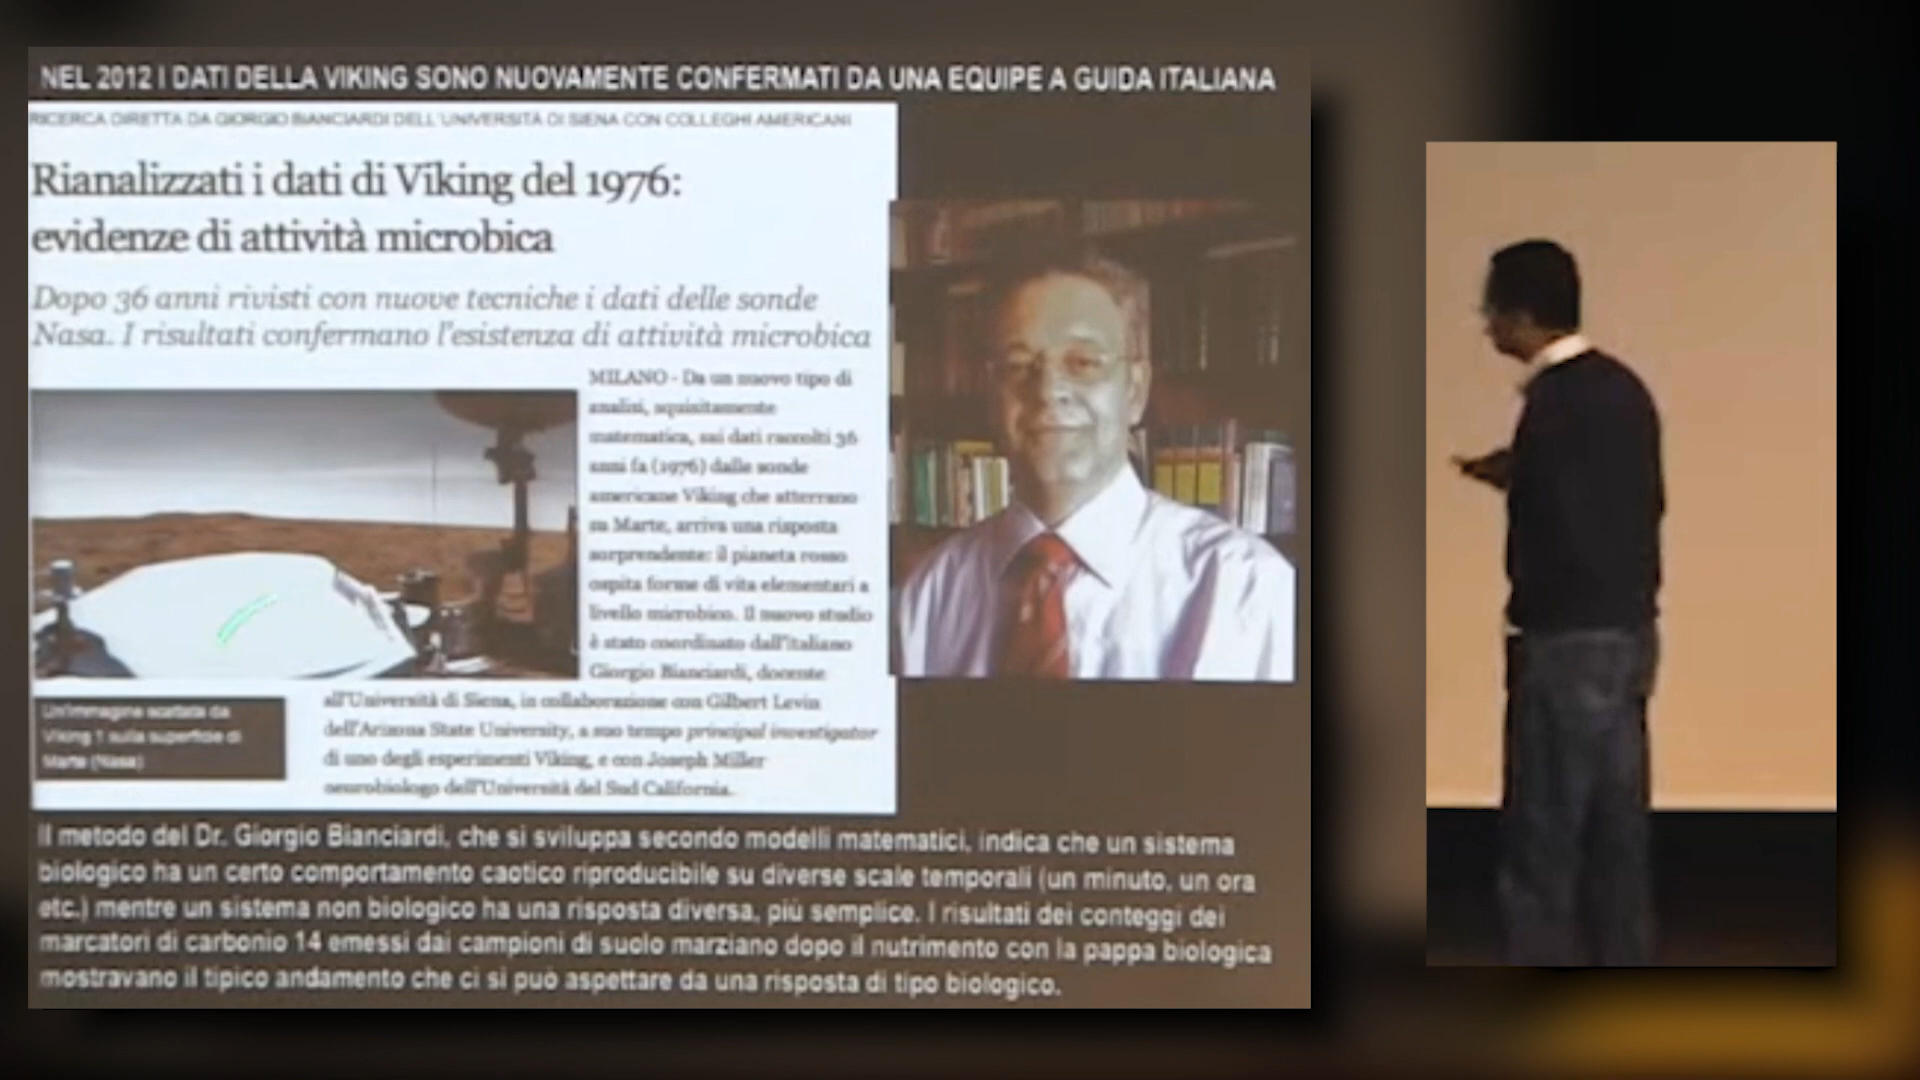 NEL 2012 I DATI DELLA VIKING SONO NUOVAMENTE CONFERMATI DA UNA EQUIPE A GUIDA ITALIANA
RICERCA DIRETTA DA GIORGIO BIANCIARDI DELL'UNIVERSITÀ DI SIENA CON COLLEGHI AMERICANI
Rianalizzati i dati di Viking del 1976:
evidenze di attività microbica
Dopo 36 anni rivisti con nuove tecniche i dati delle sonde
Nasa. I risultati confermano l'esistenza di attività microbica
MILANO - Da un nuovo tipo di
analisi, squisitamente
matematica, sui dati raccolti 36
anni fa (1976) dalle sonde
americane Viking che atterrano
su Marte, arriva una risposta
sorprendente: il pianeta rosso
ospita forme di vita elementari a
livello microbico. Il nuovo studio
è stato coordinato dall'italiano
Giorgio Bianciardi, docente
all'Università di Siena, in collaborazione con Gilbert Levin
dell'Arizona State University, a suo tempo principal investigator
di uno degli esperimenti Viking, e con Joseph Miller
neurobiologo dell'Università del Sud California.
Un'immagine scattata da
Viking 1 sulla superficie di
Marte (Nasa)
Il metodo del Dr. Giorgio Bianciardi, che si sviluppa secondo modelli matematici, indica che un sistema
biologico ha un certo comportamento caotico riproducibile su diverse scale temporali (un minuto, un ora
etc.) mentre un sistema non biologico ha una risposta diversa, più semplice. I risultati dei conteggi dei
marcatori di carbonio 14 emessi dai campioni di suolo marziano dopo il nutrimento con la pappa biologica
mostravano il tipico andamento che ci si può aspettare da una risposta di tipo biologico.